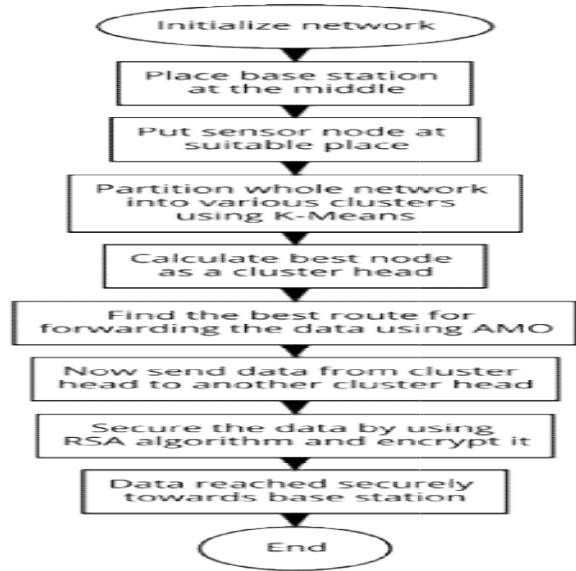 Initialize network
Place base station
at the middle
Put sensor node at
suitable place
Partition whole network
into various clusters
using K-Means
Calculate best node
as a cluster head
Find the best route for
forwarding the data using AMO
Now send data from cluster
head to another cluster head
Secure the data by using
RSA algorithm and encrypt it
Data reached securely
towards base station
End